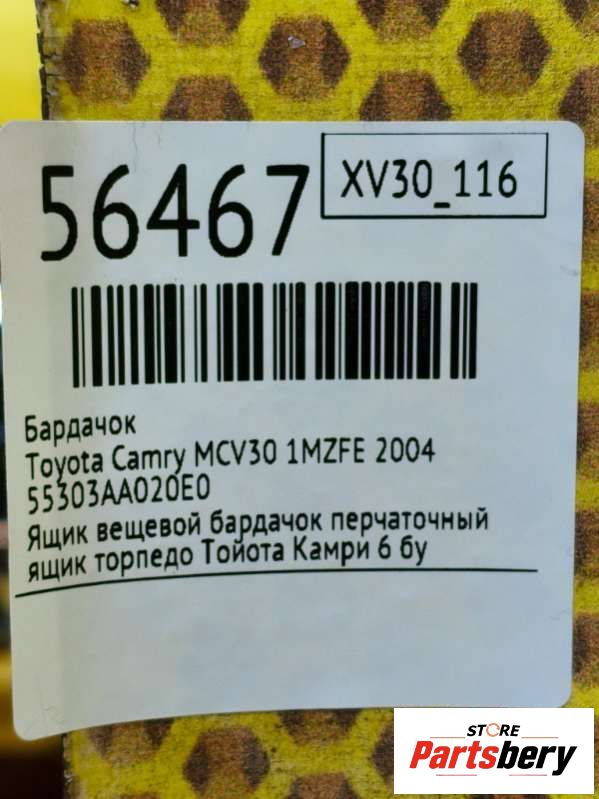 56467
XV30_116
Бардачок
Toyota Camry MCV30 1MZFE 2004
55303AA020E0
Ящик вещевой бардачок перчаточный
ящик торпедо Тойота Камри 6 бу
STORE
Partsbery